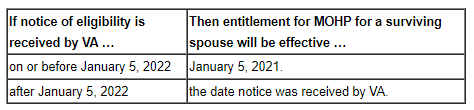 If notice of eligibility is received by VA …
Then entitlement for MOHP for a surviving spouse will be effective …
on or before January 5, 2022
January 5, 2021.
after January 5, 2022
the date notice was received by VA.